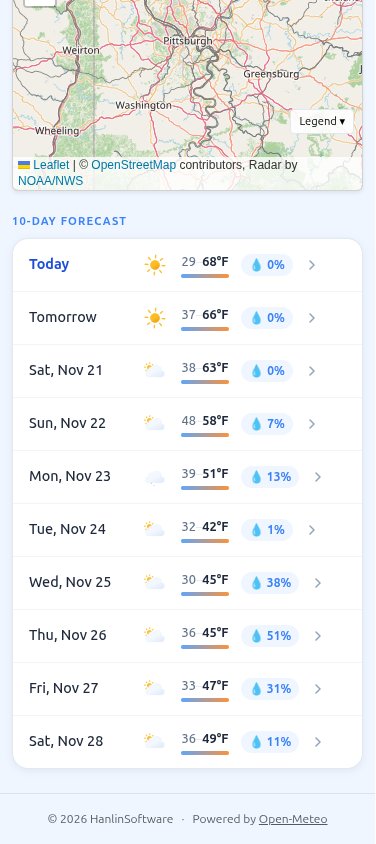 Pittsburgh
Weirton
Greensburg
Washington
Wheeling
Legend ▾
Leaflet | © OpenStreetMap contributors, Radar by
NOAA/NWS
10-DAY FORECAST
Today 29 68°F 0%
Tomorrow 37 66°F 0%
Sat, Nov 21 38 63°F 0%
Sun, Nov 22 48 58°F 7%
Mon, Nov 23 39 51°F 13%
Tue, Nov 24 32 42°F 1%
Wed, Nov 25 30 45°F 38%
Thu, Nov 26 36 45°F 51%
Fri, Nov 27 33 47°F 31%
Sat, Nov 28 36 49°F 11%
© 2026 HanlinSoftware · Powered by Open-Meteo